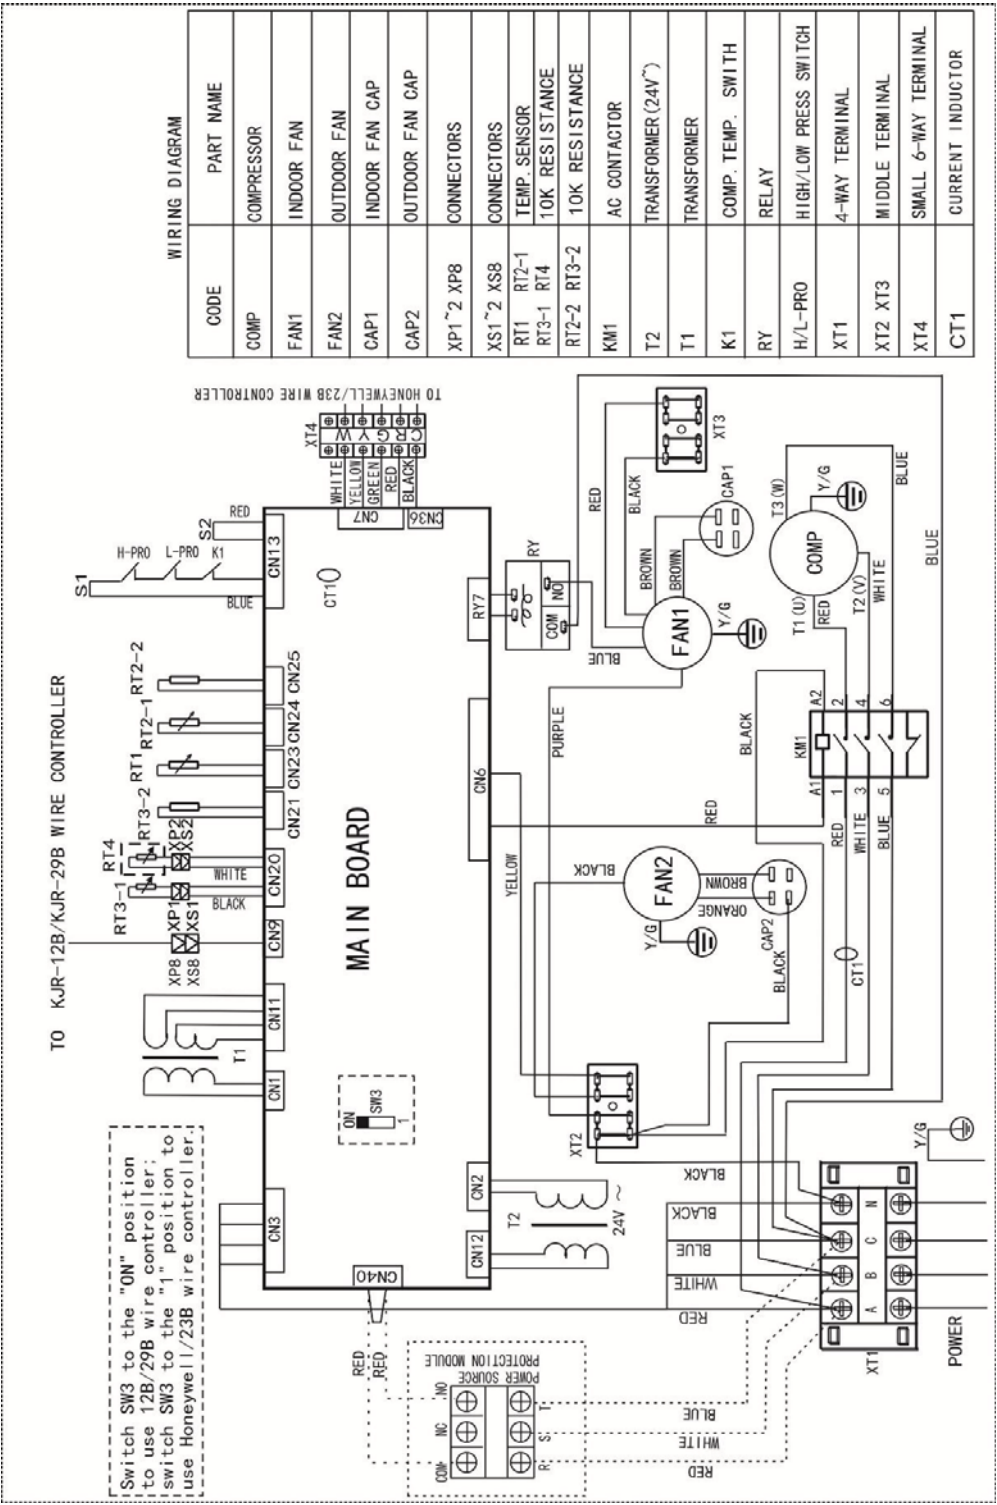 WIRING DIAGRAM
CODE PART NAME
COMP COMPRESSOR
FAN1 INDOOR FAN
FAN2 OUTDOOR FAN
CAP1 INDOOR FAN CAP
CAP2 OUTDOOR FAN CAP
XP1~2 XP8 CONNECTORS
XS1~2 XS8 CONNECTORS
RT1 RT2-1 TEMP. SENSOR
RT3-1 RT4 10K RESISTANCE
RT2-2 RT3-2 10K RESISTANCE
KM1 AC CONTACTOR
T2 TRANSFORMER(24V~)
T1 TRANSFORMER
K1 COMP. TEMP. SWITH
RY RELAY
H/L-PRO HIGH/LOW PRESS SWITCH
XT1 4-WAY TERMINAL
XT2 XT3 MIDDLE TERMINAL
XT4 SMALL 6-WAY TERMINAL
CT1 CURRENT INDUCTOR
TO KJR-12B/KJR-29B WIRE CONTROLLER
Switch SW3 to the "ON" position
to use 12B/29B wire controller;
switch SW3 to the "1" position to
use Honeywell/23B wire controller.
S1
H-PRO L-PRO K1
S2
RED
BLUE
CN13
CT1
RT2-2
RT2-1
RT1
RT3-2
RT4
RT3-1
XP2
XS2
XP1
XS1
XP8
XS8
WHITE
BLACK
CN3
CN1
CN11
CN9
CN20
CN21
CN23
CN24
CN25
T1
MAIN BOARD
ON
SW3
1
CN40
CN12
CN2
CN6
RY7
CN7
CN36
WHITE
YELLOW
GREEN
RED
BLACK
XT4
W
Y
G
R
C
TO HONEYWELL/23B WIRE CONTROLLER
RY
COM
NO
BLUE
RED
BLACK
XT3
BROWN
BROWN
CAP1
FAN1
Y/G
PURPLE
YELLOW
RED
BLACK
T3(W)
COMP
Y/G
T1(U)
RED
T2(V)
WHITE
BLUE
BLUE
A2
2
4
6
KM1
A1
1
3
5
RED
WHITE
BLUE
BLACK
FAN2
BROWN
ORANGE
Y/G
CAP2
BLACK
CT1
T2
24V ~
XT2
BLACK
BLACK
BLUE
WHITE
RED
Y/G
N
C
B
A
XT1
POWER
RED
RED
POWER SOURCE
PROTECTION MODULE
NO
NC
COM
T
S
R
BLUE
WHITE
RED